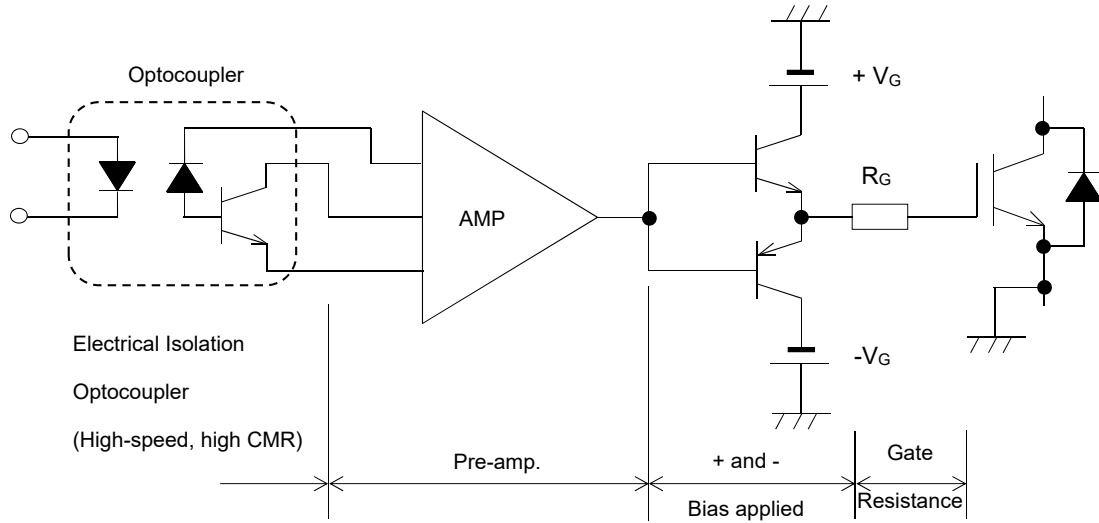 Optocoupler
+ VG
RG
AMP
-VG
Electrical Isolation
Optocoupler
(High-speed, high CMR)
Pre-amp.
+ and -
Bias applied
Gate
Resistance